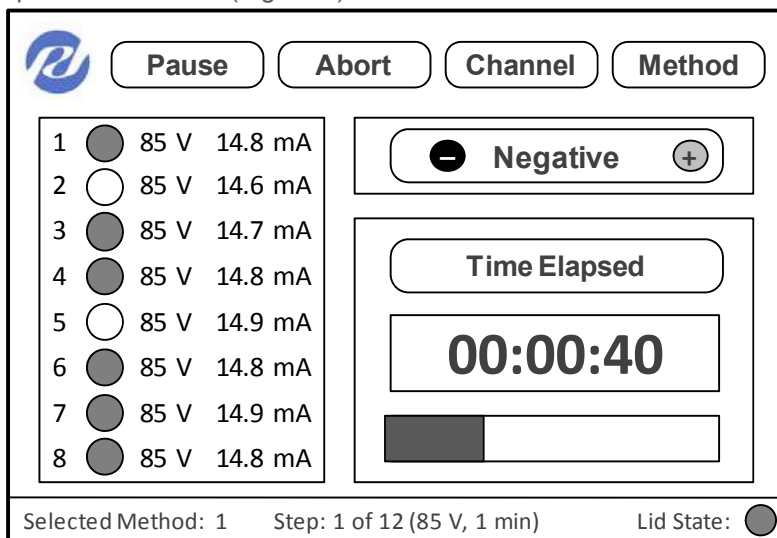 Pause Abort Channel Method
1 85 V 14.8 mA
2 85 V 14.6 mA
3 85 V 14.7 mA
4 85 V 14.8 mA
5 85 V 14.9 mA
6 85 V 14.8 mA
7 85 V 14.9 mA
8 85 V 14.8 mA
– Negative +
Time Elapsed
00:00:40
Selected Method: 1 Step: 1 of 12 (85 V, 1 min) Lid State: